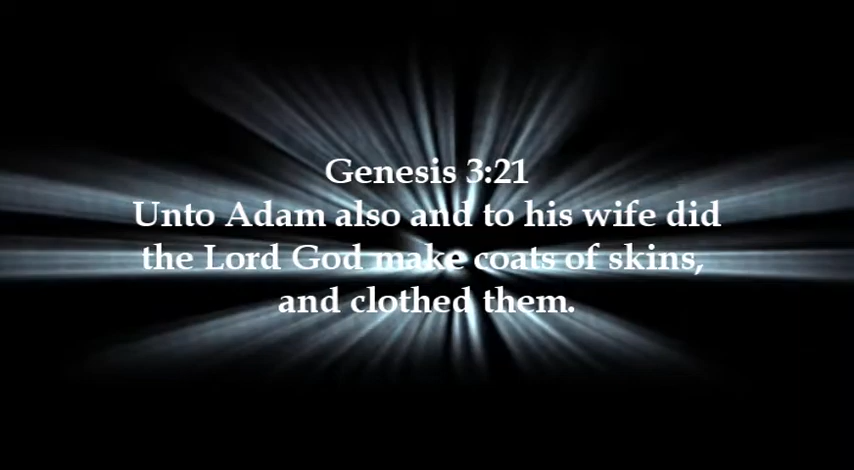 Genesis 3:21
Unto Adam also and to his wife did
the Lord God make coats of skins,
and clothed them.